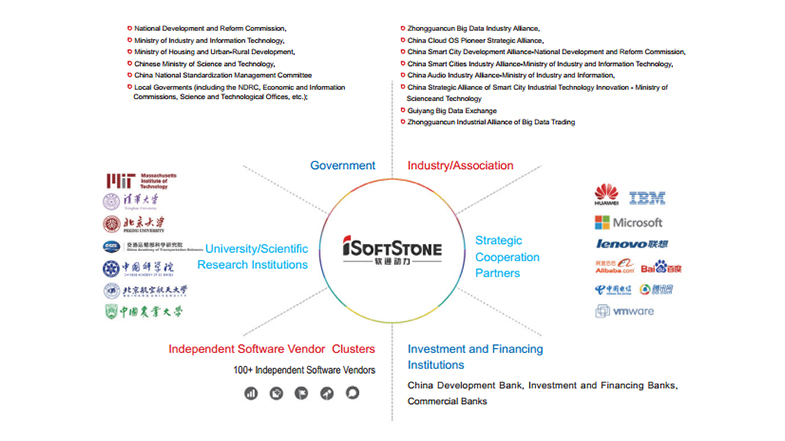 National Development and Reform Commission,
Ministry of Industry and Information Technology,
Ministry of Housing and Urban-Rural Development,
Chinese Ministry of Science and Technology,
China National Standardization Management Committee
Local Goverments (including the NDRC, Economic and Information
Commissions, Science and Technological Offices, etc.);
Zhongguancun Big Data Industry Alliance,
China Cloud OS Pioneer Strategic Alliance,
China Smart City Development Alliance-National Development and Reform Commission,
China Smart Cities Industry Alliance-Ministry of Industry and Information Technology,
China Audio Industry Alliance-Ministry of Industry and Information,
China Strategic Alliance of Smart City Industrial Technology Innovation - Ministry of
Scienceand Technology
Guiyang Big Data Exchange
Zhongguancun Industrial Alliance of Big Data Trading
Government
Industry/Association
MIT
Massachusetts
Institute of
Technology
清华大学
Tsinghua University
北京大学
PEKING UNIVERSITY
交通运输部科学研究院
China Academy of Transportation Sciences
中国科学院
CHINESE ACADEMY OF SCIENCES
北京航空航天大学
BEIHANG UNIVERSITY
中国农业大学
University/Scientific
Research Institutions
iSOFTSTONE
软通动力
Strategic
Cooperation
Partners
HUAWEI
IBM
Microsoft
lenovo联想
阿里巴巴
Alibaba.com
Bai百度
中国电信
腾讯网
vmware
Independent Software Vendor Clusters
100+ Independent Software Vendors
Investment and Financing
Institutions
China Development Bank, Investment and Financing Banks,
Commercial Banks